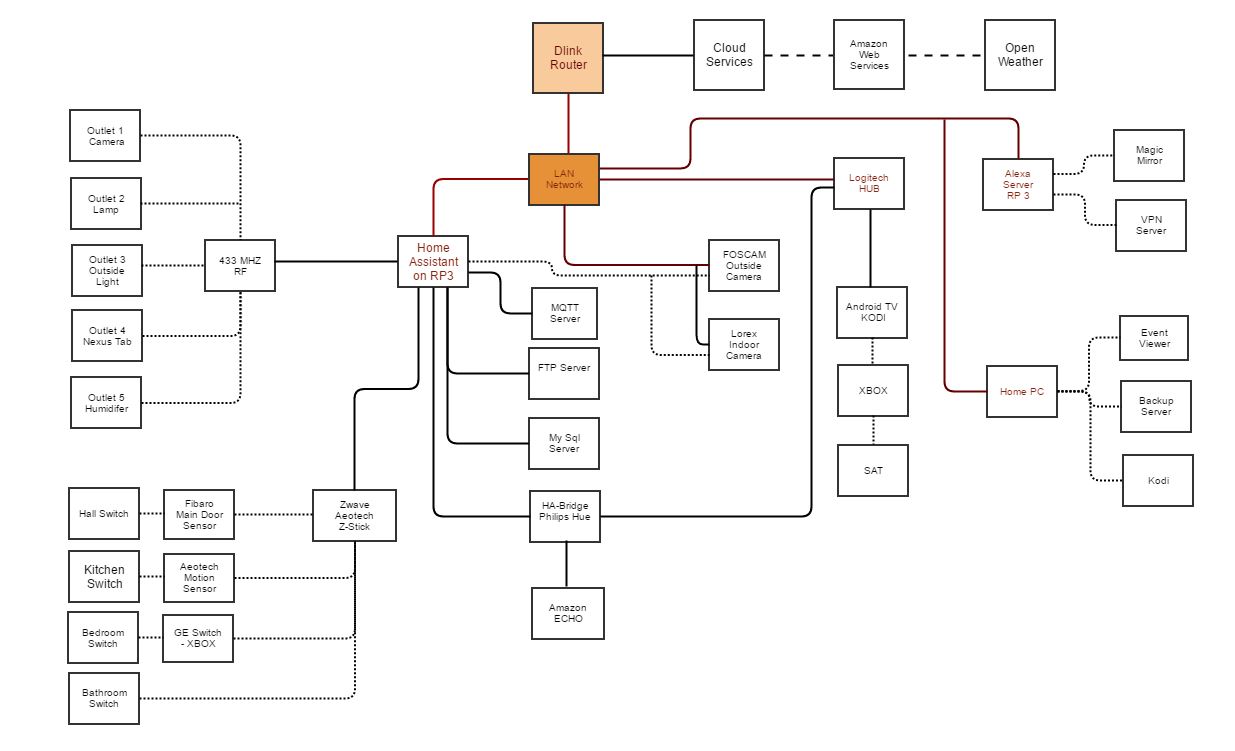 Dlink
Router
Cloud
Services
Amazon
Web
Services
Open
Weather
Outlet 1
Camera
Outlet 2
Lamp
Outlet 3
Outside
Light
Outlet 4
Nexus Tab
Outlet 5
Humidifer
433 MHZ
RF
LAN
Network
Home
Assistant
on RP3
Logitech
HUB
Alexa
Server
RP 3
Magic
Mirror
VPN
Server
FOSCAM
Outside
Camera
MQTT
Server
Lorex
Indoor
Camera
FTP Server
My Sql
Server
Android TV
KODI
XBOX
SAT
Home PC
Event
Viewer
Backup
Server
Kodi
Hall Switch
Fibaro
Main Door
Sensor
Zwave
Aeotech
Z-Stick
HA-Bridge
Philips Hue
Kitchen
Switch
Aeotech
Motion
Sensor
Bedroom
Switch
GE Switch
- XBOX
Amazon
ECHO
Bathroom
Switch